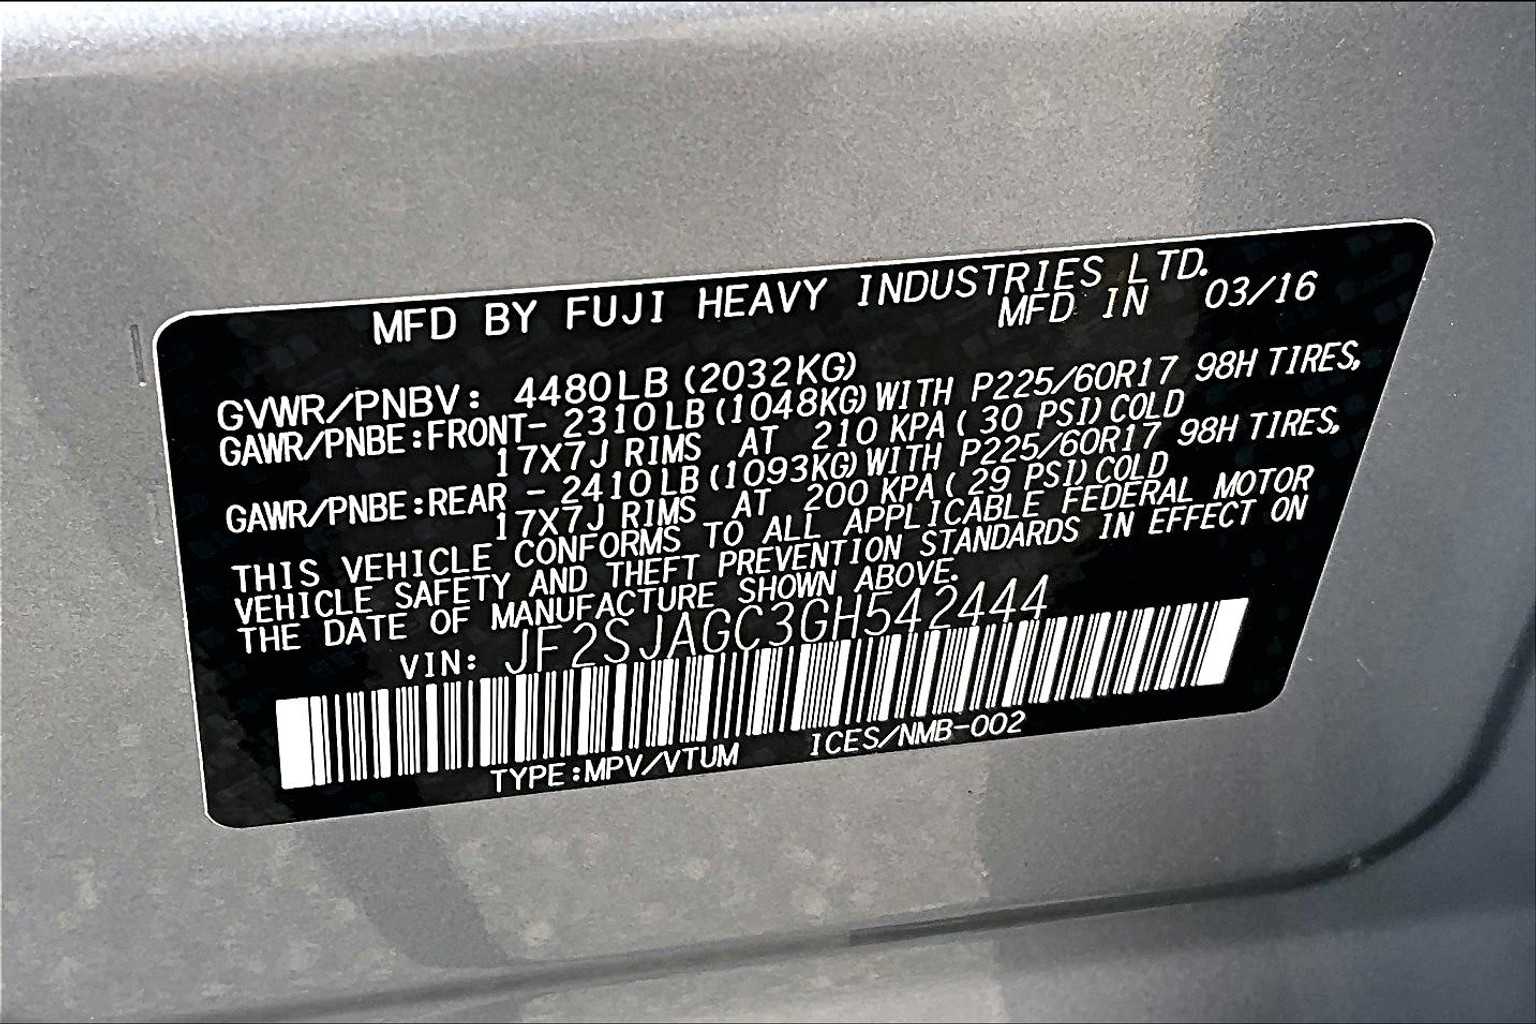 MFD BY FUJI HEAVY INDUSTRIES LTD.
MFD IN 03/16
GVWR/PNBV: 4480LB (2032KG)
GAWR/PNBE:FRONT- 2310LB (1048KG) WITH P225/60R17 98H TIRES,
17X7J RIMS AT 210 KPA ( 30 PSI) COLD
GAWR/PNBE:REAR - 2410LB (1093KG) WITH P225/60R17 98H TIRES,
17X7J RIMS AT 200 KPA ( 29 PSI) COLD
THIS VEHICLE CONFORMS TO ALL APPLICABLE FEDERAL MOTOR
VEHICLE SAFETY AND THEFT PREVENTION STANDARDS IN EFFECT ON
THE DATE OF MANUFACTURE SHOWN ABOVE.
VIN: JF2SJAGC3GH542444
TYPE:MPV/VTUM ICES/NMB-002